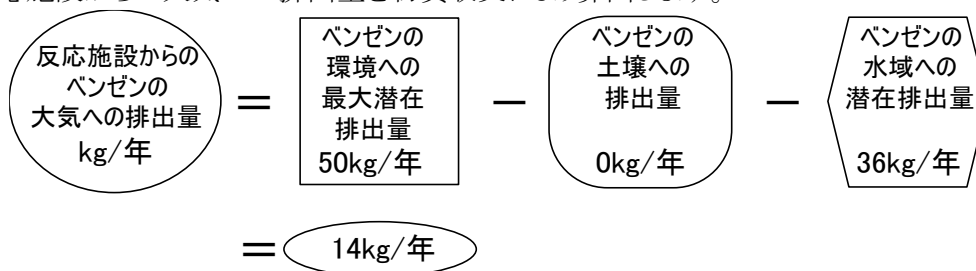 反応施設からの
ベンゼンの
大気への排出量
kg/年
=
ベンゼンの
環境への
最大潜在
排出量
50kg/年
－
ベンゼンの
土壌への
排出量
0kg/年
－
ベンゼンの
水域への
潜在排出量
36kg/年
=
14kg/年